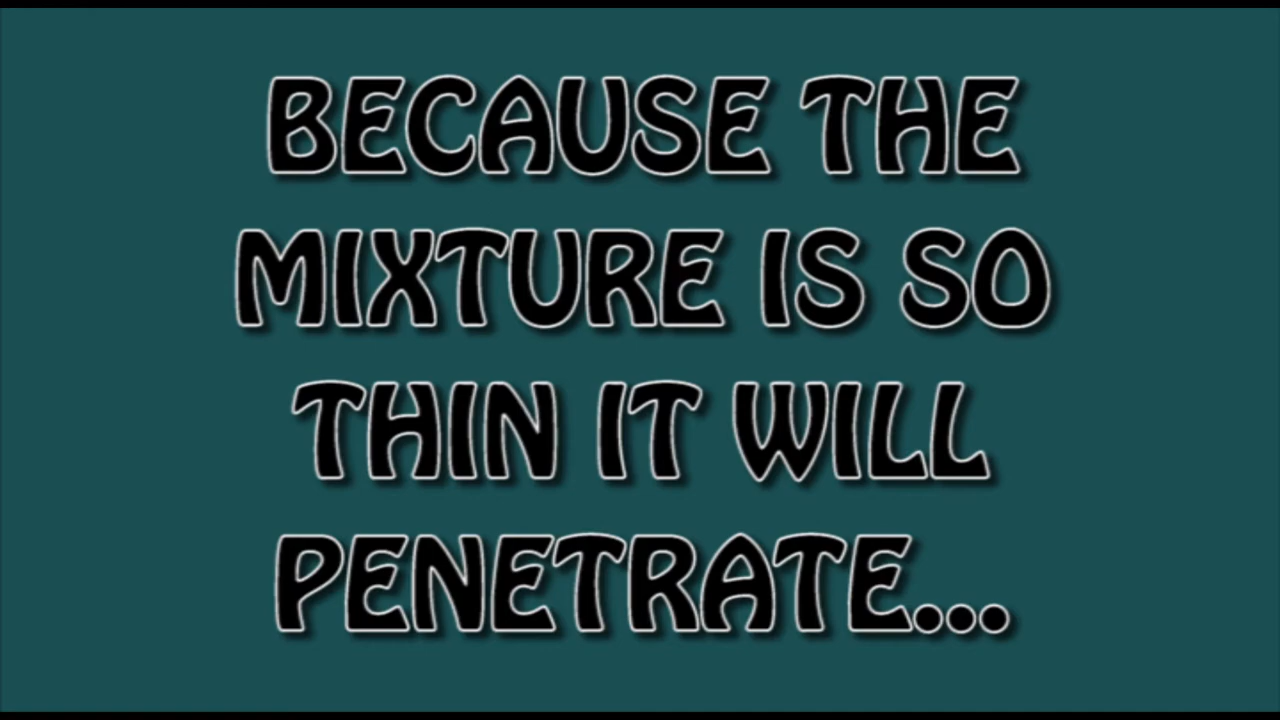 BECAUSE THE
MIXTURE IS SO
THIN IT WILL
PENETRATE...